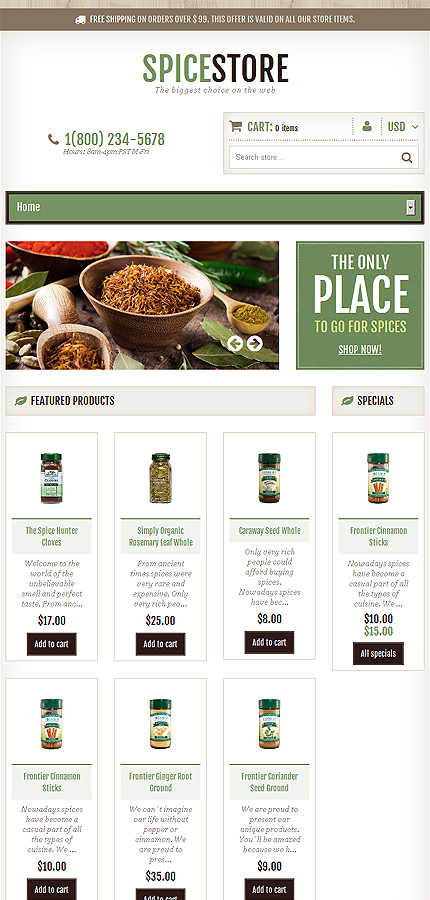 FREE SHIPPING ON ORDERS OVER $ 99. THIS OFFER IS VALID ON ALL OUR STORE ITEMS.
SPICESTORE
The biggest choice on the web
1(800) 234-5678
Hours: 8am-4pm PST M-Fri
CART: 0 items
USD
Search store...
Home
THE ONLY
PLACE
TO GO FOR SPICES
SHOP NOW!
FEATURED PRODUCTS
The Spice Hunter
Cloves
Welcome to the
world of the
unbelievable
smell and perfect
taste. From anc...
$17.00
Add to cart
Simply Organic
Rosemary Leaf Whole
From ancient
times spices were
very rare and
expensive. Only
very rich peo...
$25.00
Add to cart
Caraway Seed Whole
Only very rich
people could
afford buying
spices.
Nowadays spices
have bec...
$8.00
Add to cart
SPECIALS
Frontier Cinnamon
Sticks
Nowadays spices
have become a
casual part of all
the types of
cuisine. We ...
$10.00
$15.00
All specials
Frontier Cinnamon
Sticks
Nowadays spices
have become a
casual part of all
the types of
cuisine. We ...
$10.00
Add to cart
Frontier Ginger Root
Ground
We can`t imagine
our life without
pepper or
cinnamon. We
are proud to
pres...
$35.00
Add to cart
Frontier Coriander
Seed Ground
We are proud to
present our
unique products.
You`ll be amazed
because we h...
$9.00
Add to cart